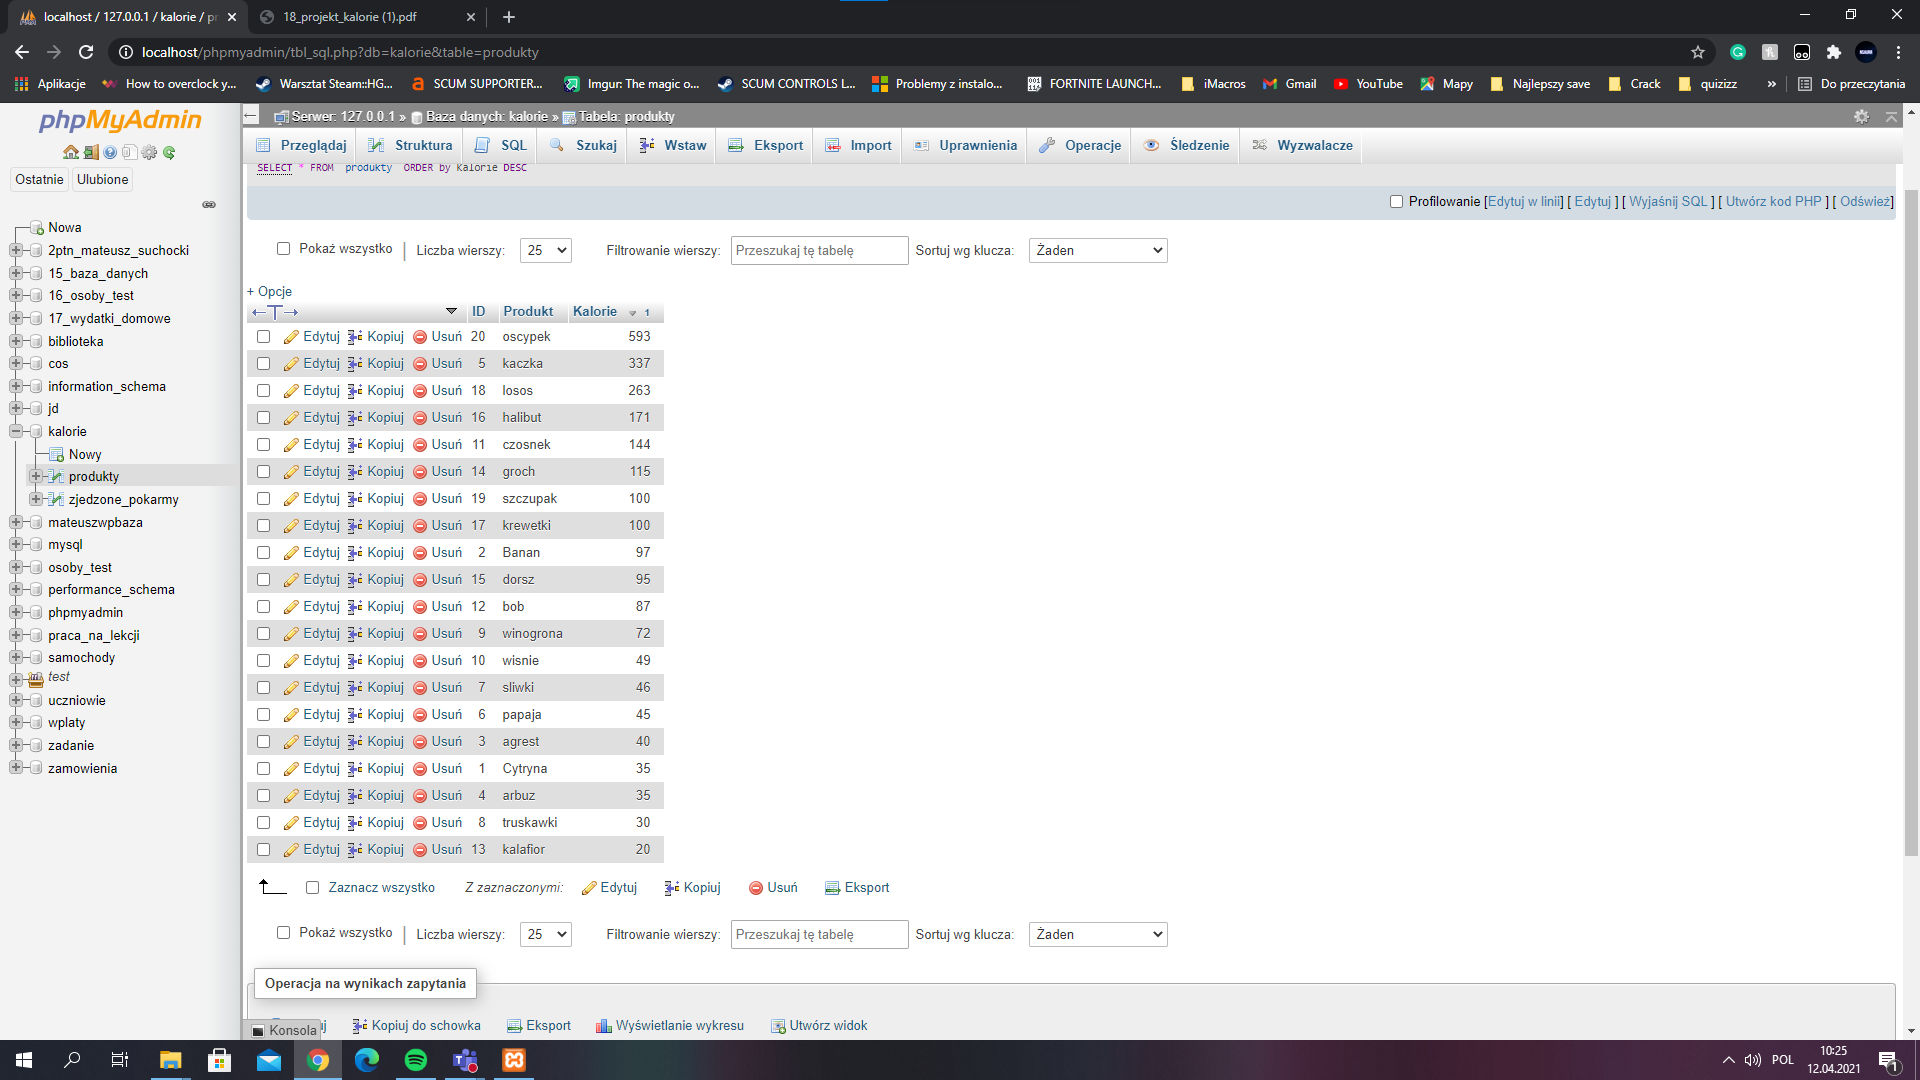 localhost / 127.0.0.1 / kalorie / pr
18_projekt_kalorie (1).pdf
localhost/phpmyadmin/tbl_sql.php?db=kalorie&table=produkty
Aplikacje How to overclock y... Warsztat Steam::HG... SCUM SUPPORTER... Imgur: The magic o... SCUM CONTROLS L... Problemy z instalo... FORTNITE LAUNCH... iMacros Gmail YouTube Mapy Najlepszy save Crack quizizz » Do przeczytania
phpMyAdmin
Ostatnie Ulubione
Nowa
2ptn_mateusz_suchocki
15_baza_danych
16_osoby_test
17_wydatki_domowe
biblioteka
cos
information_schema
jd
kalorie
Nowy
produkty
zjedzone_pokarmy
mateuszwpbaza
mysql
osoby_test
performance_schema
phpmyadmin
praca_na_lekcji
samochody
test
uczniowie
wplaty
zadanie
zamowienia
Serwer: 127.0.0.1 » Baza danych: kalorie » Tabela: produkty
Przeglądaj Struktura SQL Szukaj Wstaw Eksport Import Uprawnienia Operacje Śledzenie Wyzwalacze
SELECT * FROM produkty ORDER by Kalorie DESC
Profilowanie [Edytuj w linii] [ Edytuj ] [ Wyjaśnij SQL ] [ Utwórz kod PHP ] [ Odśwież]
Pokaż wszystko | Liczba wierszy: 25 Filtrowanie wierszy: Przeszukaj tę tabelę Sortuj wg klucza: Żaden
+ Opcje
ID Produkt Kalorie 1
Edytuj Kopiuj Usuń 20 oscypek 593
Edytuj Kopiuj Usuń 5 kaczka 337
Edytuj Kopiuj Usuń 18 losos 263
Edytuj Kopiuj Usuń 16 halibut 171
Edytuj Kopiuj Usuń 11 czosnek 144
Edytuj Kopiuj Usuń 14 groch 115
Edytuj Kopiuj Usuń 19 szczupak 100
Edytuj Kopiuj Usuń 17 krewetki 100
Edytuj Kopiuj Usuń 2 Banan 97
Edytuj Kopiuj Usuń 15 dorsz 95
Edytuj Kopiuj Usuń 12 bob 87
Edytuj Kopiuj Usuń 9 winogrona 72
Edytuj Kopiuj Usuń 10 wisnie 49
Edytuj Kopiuj Usuń 7 sliwki 46
Edytuj Kopiuj Usuń 6 papaja 45
Edytuj Kopiuj Usuń 3 agrest 40
Edytuj Kopiuj Usuń 1 Cytryna 35
Edytuj Kopiuj Usuń 4 arbuz 35
Edytuj Kopiuj Usuń 8 truskawki 30
Edytuj Kopiuj Usuń 13 kalafior 20
Zaznacz wszystko Z zaznaczonymi: Edytuj Kopiuj Usuń Eksport
Pokaż wszystko | Liczba wierszy: 25 Filtrowanie wierszy: Przeszukaj tę tabelę Sortuj wg klucza: Żaden
Operacja na wynikach zapytania
Kopiuj do schowka Eksport Wyświetlanie wykresu Utwórz widok
Konsola
POL
10:25
12.04.2021
1